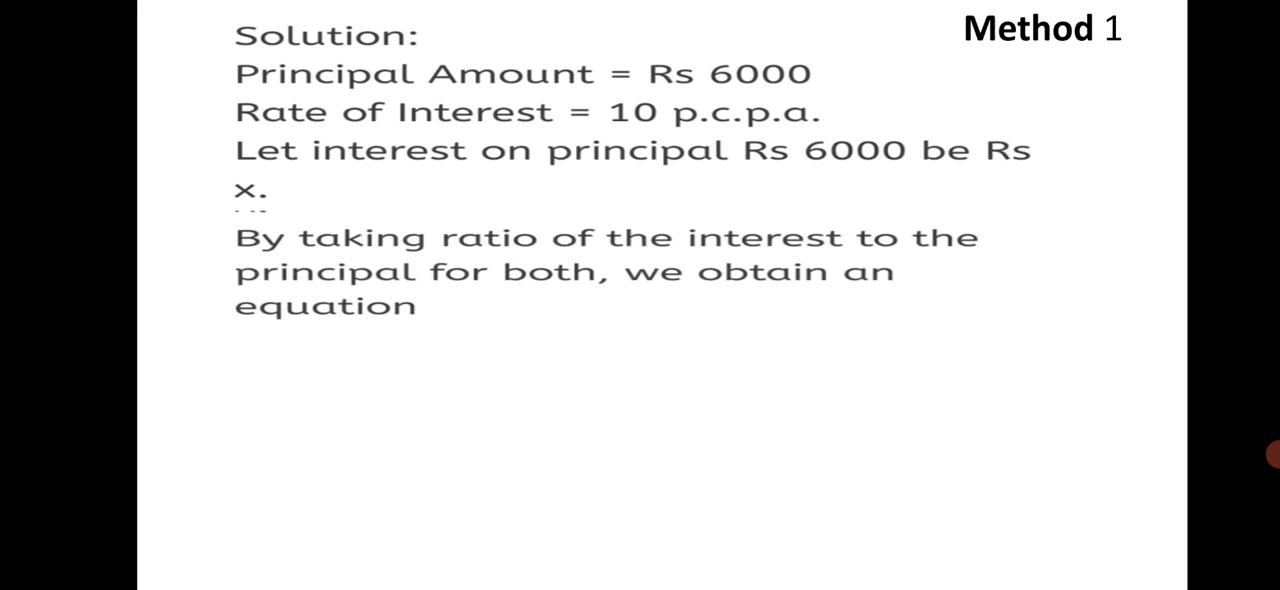 Method 1
Solution:
Principal Amount = Rs 6000
Rate of Interest = 10 p.c.p.a.
Let interest on principal Rs 6000 be Rs
x.
By taking ratio of the interest to the
principal for both, we obtain an
equation